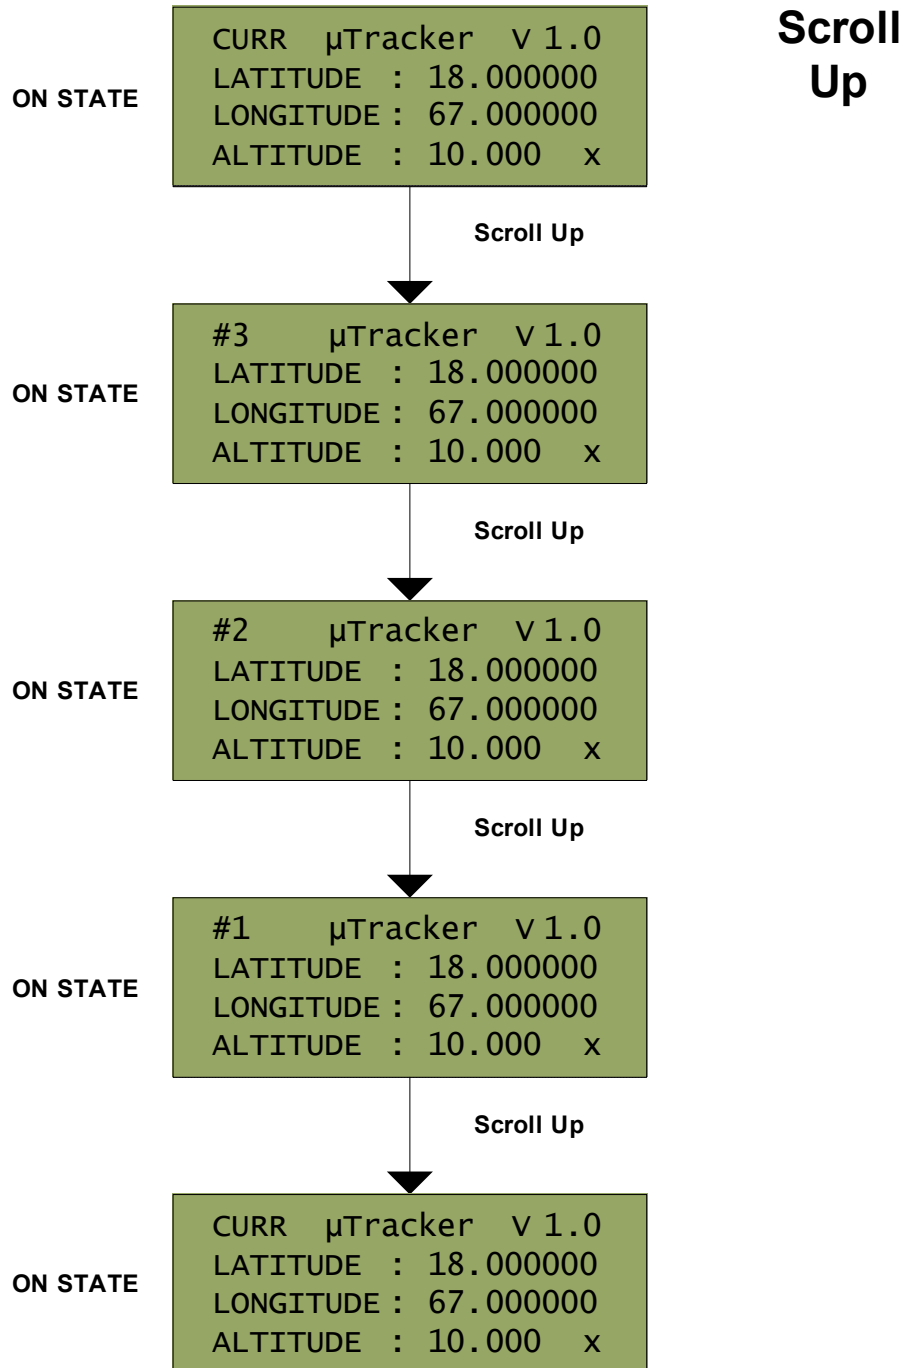 Scroll
Up
CURR µTracker V 1.0
LATITUDE : 18.000000
ON STATE
LONGITUDE : 67.000000
ALTITUDE : 10.000 x
Scroll Up
#3 µTracker V 1.0
LATITUDE : 18.000000
ON STATE
LONGITUDE : 67.000000
ALTITUDE : 10.000 x
Scroll Up
#2 µTracker V 1.0
LATITUDE : 18.000000
ON STATE
LONGITUDE : 67.000000
ALTITUDE : 10.000 x
Scroll Up
#1 µTracker V 1.0
LATITUDE : 18.000000
ON STATE
LONGITUDE : 67.000000
ALTITUDE : 10.000 x
Scroll Up
CURR µTracker V 1.0
LATITUDE : 18.000000
ON STATE
LONGITUDE : 67.000000
ALTITUDE : 10.000 x